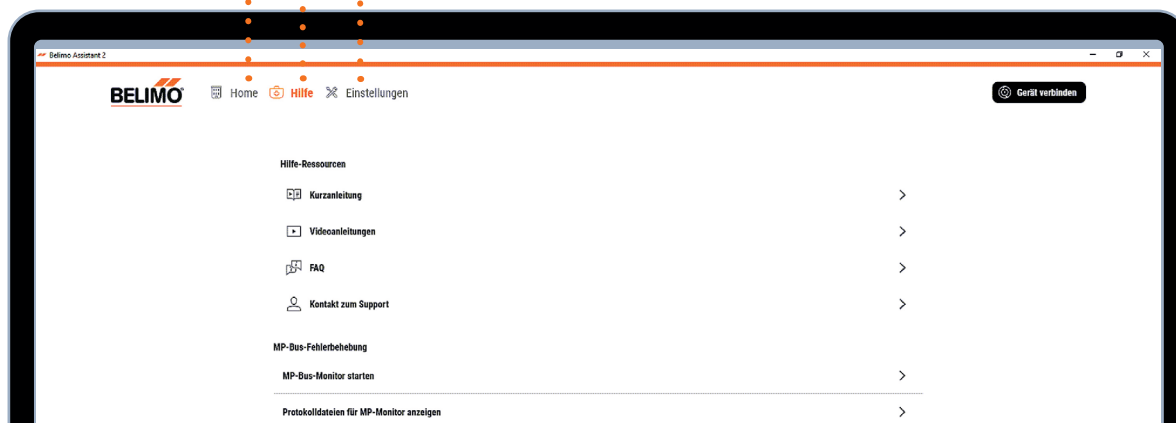 Belimo Assistant 2
BELIMO Home Hilfe Einstellungen Gerät verbinden
Hilfe-Ressourcen
Kurzanleitung
Videoanleitungen
FAQ
Kontakt zum Support
MP-Bus-Fehlerbehebung
MP-Bus-Monitor starten
Protokolldateien für MP-Monitor anzeigen